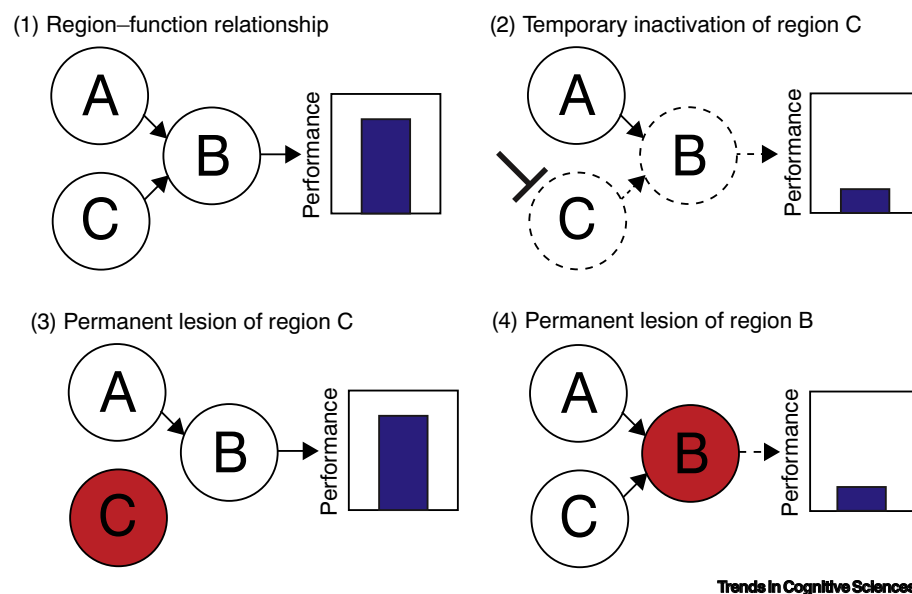 (1) Region–function relationship
A
B
C
Performance
(2) Temporary inactivation of region C
A
B
C
Performance
(3) Permanent lesion of region C
A
B
C
Performance
(4) Permanent lesion of region B
A
B
C
Performance
Trends in Cognitive Sciences